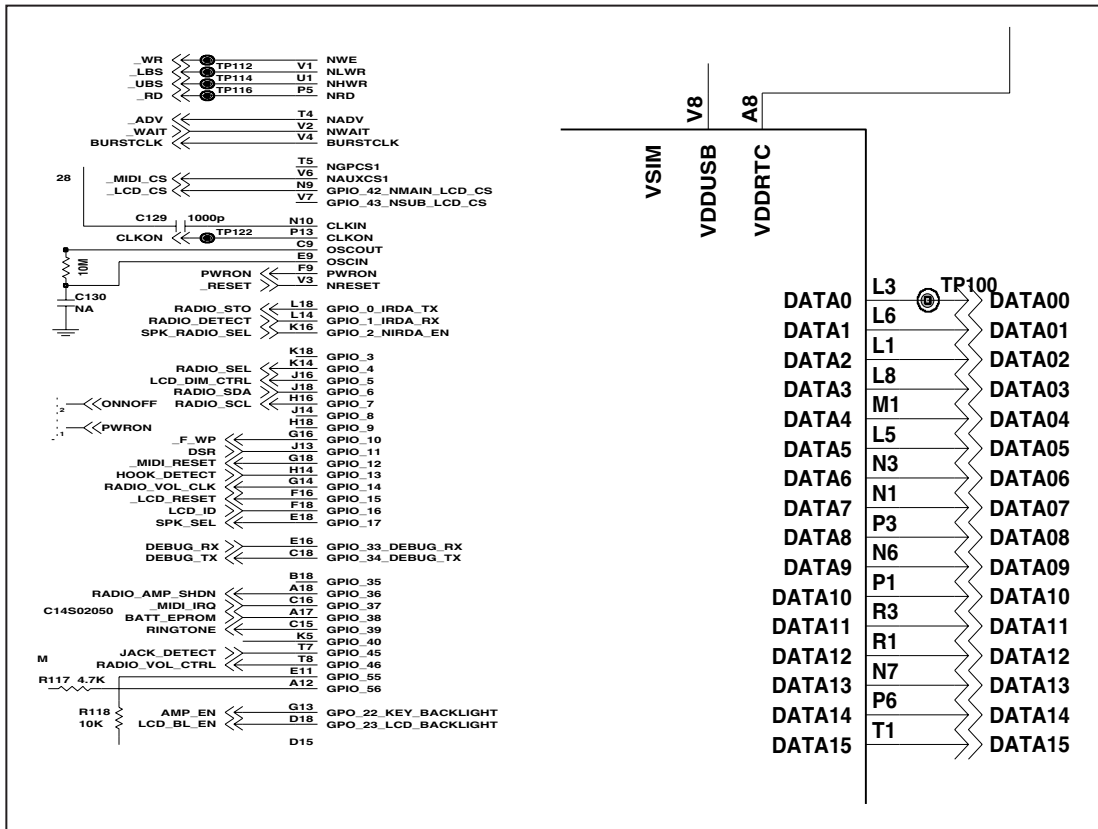 _WR NWE
_LBS TP112 V1 NLWR
_UBS TP114 U1 NHWR
_RD TP116 P5 NRD
_ADV T4 NADV
_WAIT V2 NWAIT
BURSTCLK V4 BURSTCLK
T5 NGPCS1
28 _MIDI_CS V6 NAUXCS1
_LCD_CS N9 GPIO_42_NMAIN_LCD_CS
V7 GPIO_43_NSUB_LCD_CS
C129 1000p N10 CLKIN
CLKON TP122 P13 CLKON
C9 OSCOUT
10M E9 OSCIN
PWRON F9 PWRON
_RESET V3 NRESET
C130
NA
RADIO_STO L18 GPIO_0_IRDA_TX
RADIO_DETECT L14 GPIO_1_IRDA_RX
SPK_RADIO_SEL K16 GPIO_2_NIRDA_EN
K18 GPIO_3
RADIO_SEL K14 GPIO_4
LCD_DIM_CTRL J16 GPIO_5
RADIO_SDA J18 GPIO_6
2 ONNOFF RADIO_SCL H16 GPIO_7
J14 GPIO_8
1 PWRON H18 GPIO_9
_F_WP G16 GPIO_10
DSR J13 GPIO_11
_MIDI_RESET G18 GPIO_12
HOOK_DETECT H14 GPIO_13
RADIO_VOL_CLK G14 GPIO_14
_LCD_RESET F16 GPIO_15
LCD_ID F18 GPIO_16
SPK_SEL E18 GPIO_17
DEBUG_RX E16 GPIO_33_DEBUG_RX
DEBUG_TX C18 GPIO_34_DEBUG_TX
B18 GPIO_35
RADIO_AMP_SHDN A18 GPIO_36
C14S02050 _MIDI_IRQ C16 GPIO_37
BATT_EPROM A17 GPIO_38
RINGTONE C15 GPIO_39
K5 GPIO_40
M JACK_DETECT T7 GPIO_45
RADIO_VOL_CTRL T8 GPIO_46
E11 GPIO_55
R117 4.7K A12 GPIO_56
R118 AMP_EN G13 GPO_22_KEY_BACKLIGHT
10K LCD_BL_EN D18 GPO_23_LCD_BACKLIGHT
D15
V8
A8
VSIM
VDDUSB
VDDRTC
DATA0 L3 TP100 DATA00
DATA1 L6 DATA01
DATA2 L1 DATA02
DATA3 L8 DATA03
DATA4 M1 DATA04
DATA5 L5 DATA05
DATA6 N3 DATA06
DATA7 N1 DATA07
DATA8 P3 DATA08
DATA9 N6 DATA09
DATA10 P1 DATA10
DATA11 R3 DATA11
DATA12 R1 DATA12
DATA13 N7 DATA13
DATA14 P6 DATA14
DATA15 T1 DATA15